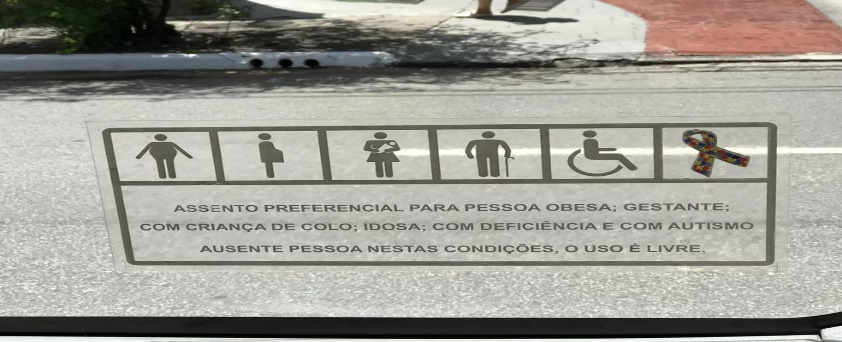 ASSENTO PREFERENCIAL PARA PESSOA OBESA; GESTANTE;
COM CRIANÇA DE COLO; IDOSA; COM DEFICIÊNCIA E COM AUTISMO
AUSENTE PESSOA NESTAS CONDIÇÕES, O USO É LIVRE.